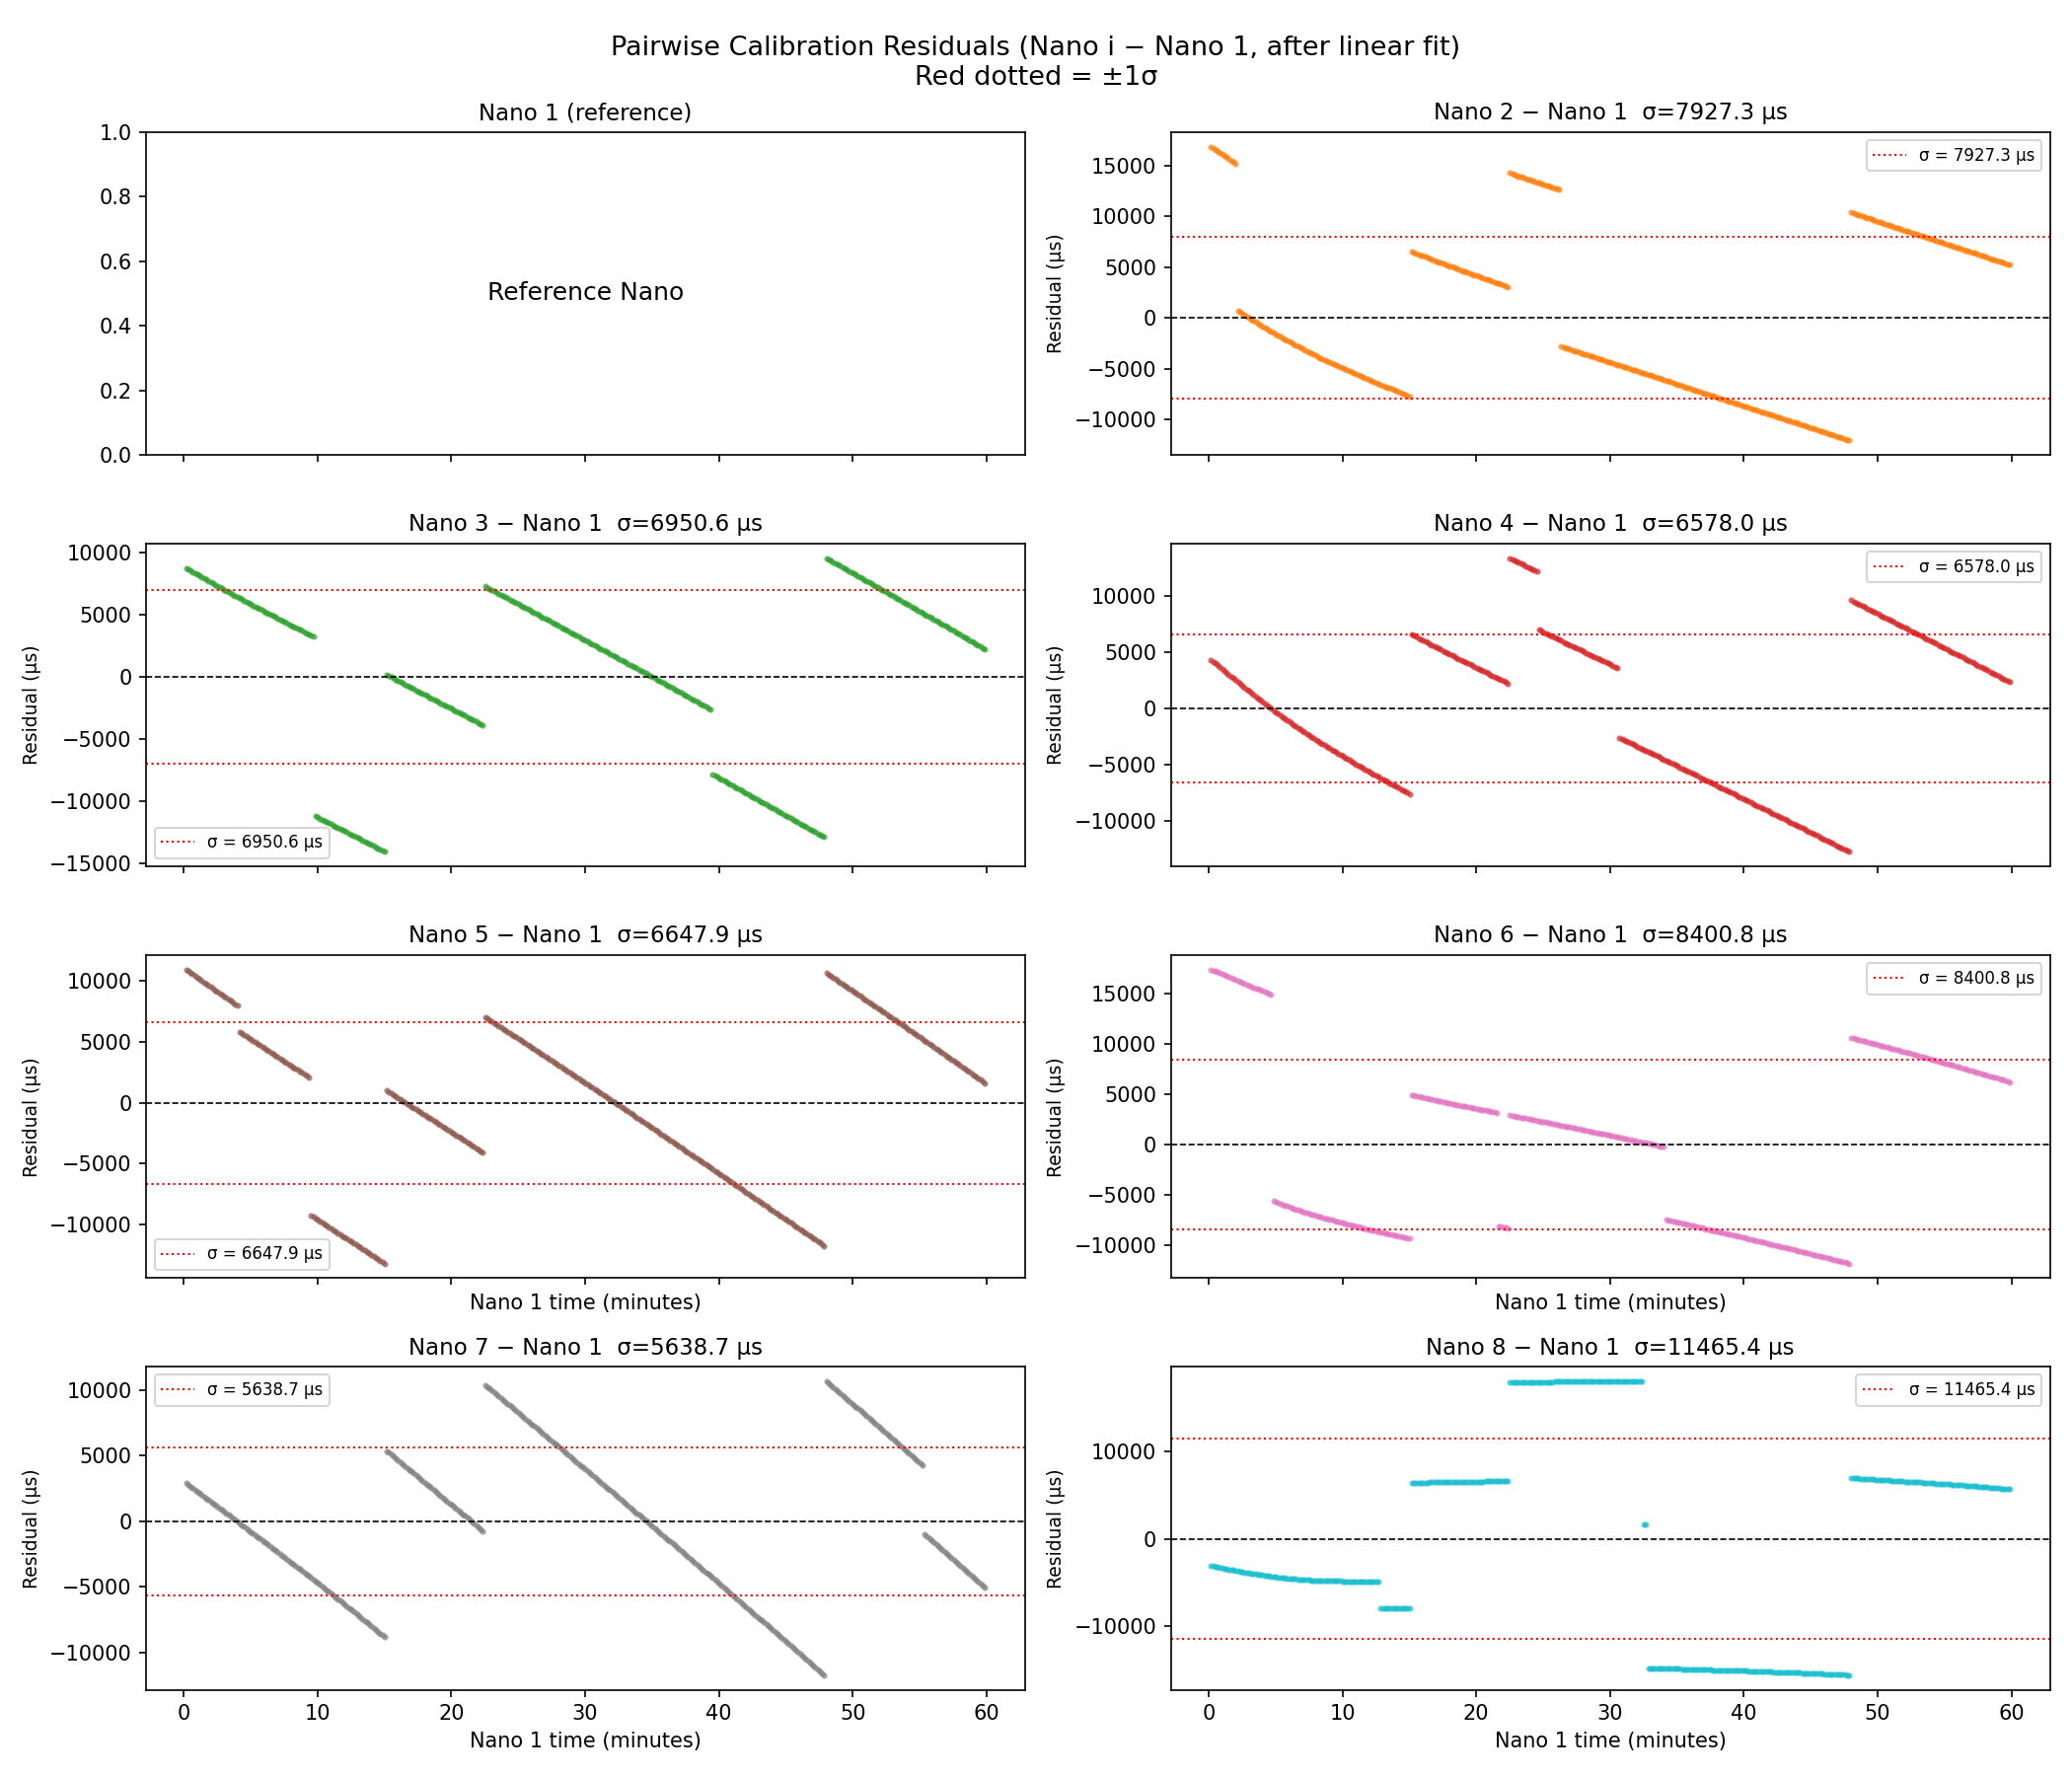 Pairwise Calibration Residuals (Nano i − Nano 1, after linear fit)
Red dotted = ±1σ
Nano 1 (reference)
1.0
0.8
0.6
0.4
0.2
0.0
Reference Nano
Nano 2 − Nano 1  σ=7927.3 µs
Residual (µs)
15000
10000
5000
0
−5000
−10000
σ = 7927.3 µs
Nano 3 − Nano 1  σ=6950.6 µs
Residual (µs)
10000
5000
0
−5000
−10000
−15000
σ = 6950.6 µs
Nano 4 − Nano 1  σ=6578.0 µs
Residual (µs)
10000
5000
0
−5000
−10000
σ = 6578.0 µs
Nano 5 − Nano 1  σ=6647.9 µs
Residual (µs)
10000
5000
0
−5000
−10000
σ = 6647.9 µs
Nano 1 time (minutes)
Nano 6 − Nano 1  σ=8400.8 µs
Residual (µs)
15000
10000
5000
0
−5000
−10000
σ = 8400.8 µs
Nano 1 time (minutes)
Nano 7 − Nano 1  σ=5638.7 µs
Residual (µs)
10000
5000
0
−5000
−10000
σ = 5638.7 µs
0 10 20 30 40 50 60
Nano 1 time (minutes)
Nano 8 − Nano 1  σ=11465.4 µs
Residual (µs)
10000
0
−10000
σ = 11465.4 µs
0 10 20 30 40 50 60
Nano 1 time (minutes)